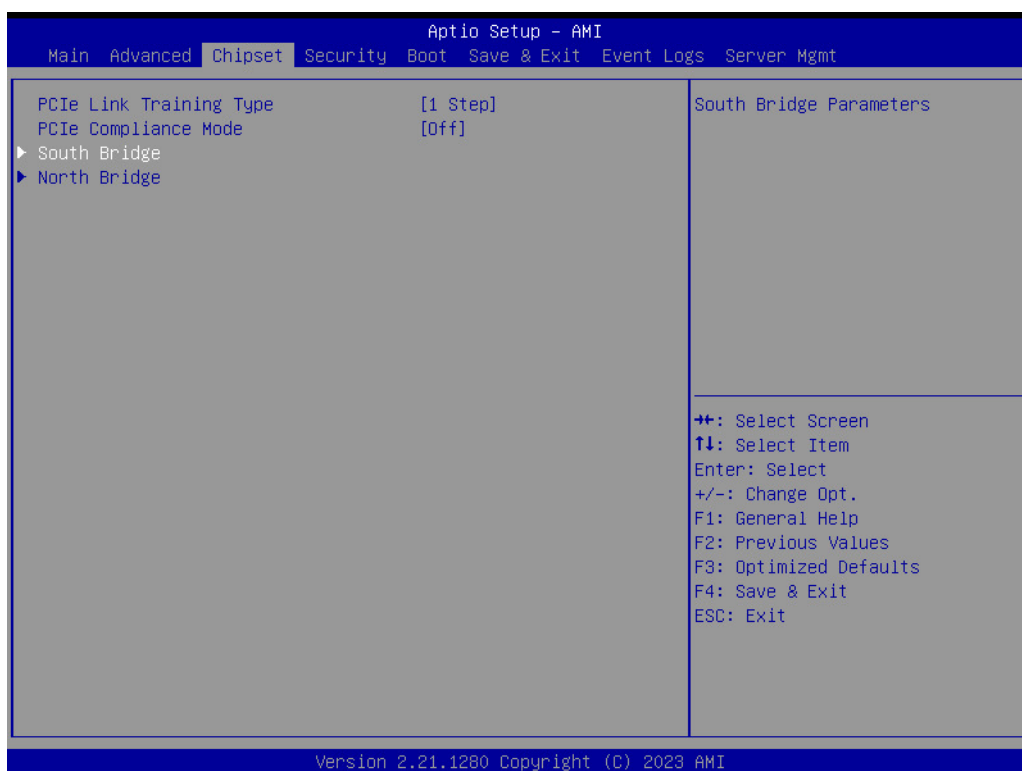 Aptio Setup – AMI
Main Advanced Chipset Security Boot Save & Exit Event Logs Server Mgmt
PCIe Link Training Type [1 Step]
PCIe Compliance Mode [Off]
▶ South Bridge
▶ North Bridge
South Bridge Parameters
→←: Select Screen
↑↓: Select Item
Enter: Select
+/-: Change Opt.
F1: General Help
F2: Previous Values
F3: Optimized Defaults
F4: Save & Exit
ESC: Exit
Version 2.21.1280 Copyright (C) 2023 AMI